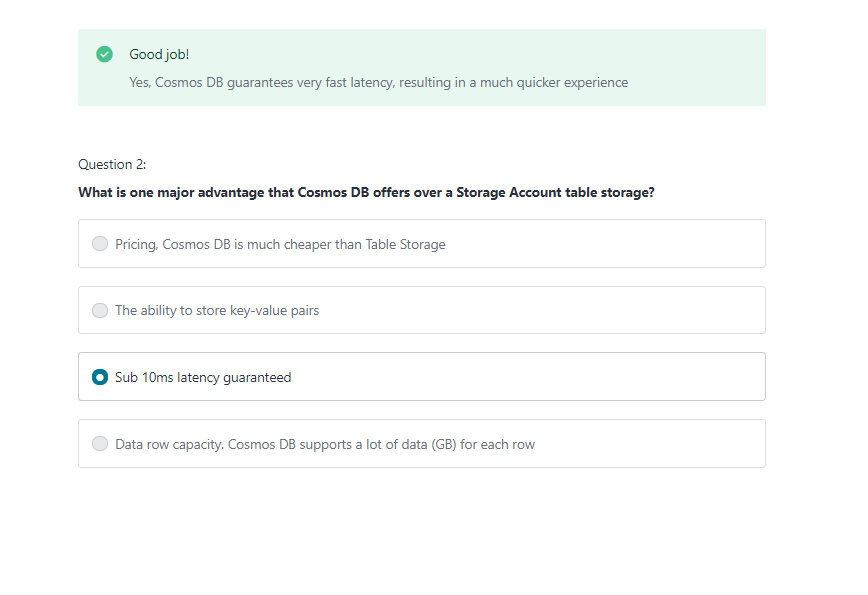 Good job!
Yes, Cosmos DB guarantees very fast latency, resulting in a much quicker experience
Question 2:
What is one major advantage that Cosmos DB offers over a Storage Account table storage?
Pricing, Cosmos DB is much cheaper than Table Storage
The ability to store key-value pairs
Sub 10ms latency guaranteed
Data row capacity. Cosmos DB supports a lot of data (GB) for each row